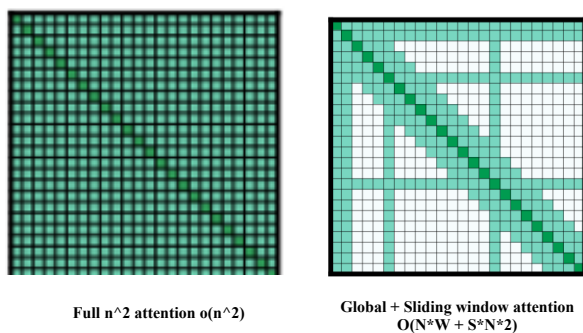 Full n^2 attention o(n^2)
Global + Sliding window attention
O(N*W + S*N*2)